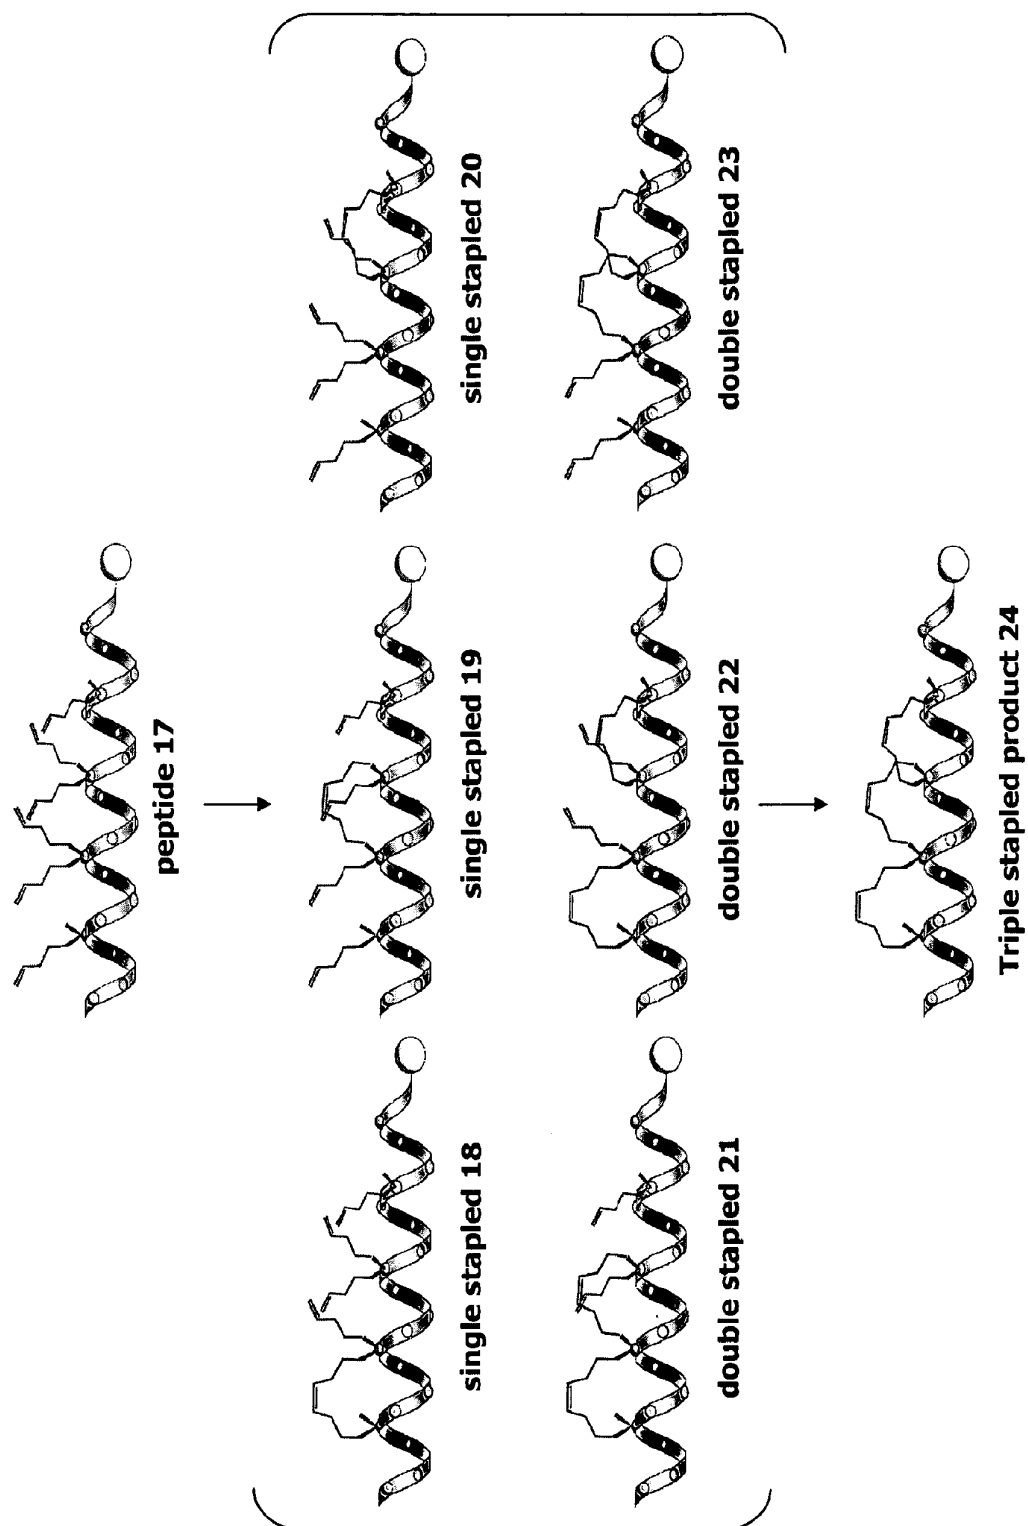 peptide 17
single stapled 18
single stapled 19
single stapled 20
double stapled 21
double stapled 22
double stapled 23
Triple stapled product 24